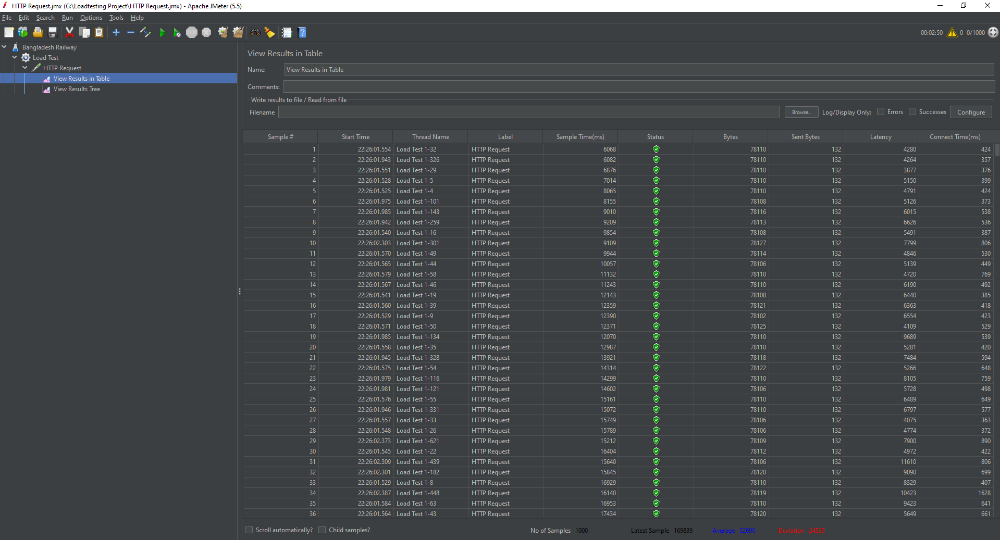 HTTP Request.jmx (G:\Loadtesting Project\HTTP Request.jmx) - Apache JMeter (5.5)
File Edit Search Run Options Tools Help
00:02:50 0 0/1000
Bangladesh Railway
Load Test
HTTP Request
View Results in Table
View Results Tree
View Results in Table
Name: View Results in Table
Comments:
Write results to file / Read from file
Filename Browse... Log/Display Only: Errors Successes Configure
Sample # Start Time Thread Name Label Sample Time(ms) Status Bytes Sent Bytes Latency Connect Time(ms)
1 22:26:01.554 Load Test 1-32 HTTP Request 6068 78110 132 4280 424
2 22:26:01.943 Load Test 1-326 HTTP Request 6082 78110 132 4264 357
3 22:26:01.551 Load Test 1-29 HTTP Request 6876 78110 132 3877 376
4 22:26:01.528 Load Test 1-5 HTTP Request 7014 78110 132 5150 399
5 22:26:01.525 Load Test 1-4 HTTP Request 8065 78110 132 4791 424
6 22:26:01.975 Load Test 1-101 HTTP Request 8155 78108 132 5126 373
7 22:26:01.985 Load Test 1-143 HTTP Request 9010 78116 132 6015 538
8 22:26:01.942 Load Test 1-259 HTTP Request 9209 78113 132 6626 536
9 22:26:01.540 Load Test 1-16 HTTP Request 9854 78108 132 5491 387
10 22:26:02.303 Load Test 1-301 HTTP Request 9109 78127 132 7799 806
11 22:26:01.570 Load Test 1-49 HTTP Request 9944 78114 132 4846 530
12 22:26:01.565 Load Test 1-44 HTTP Request 10057 78106 132 5139 449
13 22:26:01.579 Load Test 1-58 HTTP Request 11132 78110 132 4720 769
14 22:26:01.567 Load Test 1-46 HTTP Request 11243 78110 132 6190 492
15 22:26:01.541 Load Test 1-19 HTTP Request 12143 78108 132 6440 385
16 22:26:01.560 Load Test 1-39 HTTP Request 12359 78121 132 6363 418
17 22:26:01.529 Load Test 1-9 HTTP Request 12390 78102 132 6554 423
18 22:26:01.571 Load Test 1-50 HTTP Request 12371 78125 132 4109 529
19 22:26:01.985 Load Test 1-134 HTTP Request 12070 78110 132 9689 539
20 22:26:01.558 Load Test 1-35 HTTP Request 12987 78110 132 5281 420
21 22:26:01.945 Load Test 1-328 HTTP Request 13921 78118 132 7484 594
22 22:26:01.575 Load Test 1-54 HTTP Request 14314 78122 132 5266 648
23 22:26:01.979 Load Test 1-116 HTTP Request 14299 78110 132 8105 759
24 22:26:01.981 Load Test 1-121 HTTP Request 14602 78106 132 5728 498
25 22:26:01.576 Load Test 1-55 HTTP Request 15161 78110 132 6489 649
26 22:26:01.946 Load Test 1-331 HTTP Request 15072 78110 132 6797 577
27 22:26:01.557 Load Test 1-33 HTTP Request 15749 78106 132 4075 363
28 22:26:01.548 Load Test 1-26 HTTP Request 15789 78106 132 4774 372
29 22:26:02.373 Load Test 1-621 HTTP Request 15212 78109 132 7900 890
30 22:26:01.545 Load Test 1-22 HTTP Request 16404 78112 132 4972 422
31 22:26:02.309 Load Test 1-439 HTTP Request 15640 78106 132 11610 806
32 22:26:02.301 Load Test 1-182 HTTP Request 15845 78120 132 9090 699
33 22:26:01.529 Load Test 1-8 HTTP Request 16929 78110 132 8329 407
34 22:26:02.387 Load Test 1-448 HTTP Request 16140 78119 132 10423 1628
35 22:26:01.584 Load Test 1-63 HTTP Request 16953 78110 132 9423 641
36 22:26:01.564 Load Test 1-43 HTTP Request 17434 78120 132 5649 661
Scroll automatically? Child samples? No of Samples 1000 Latest Sample 169839 Average 52690 Deviation 24529